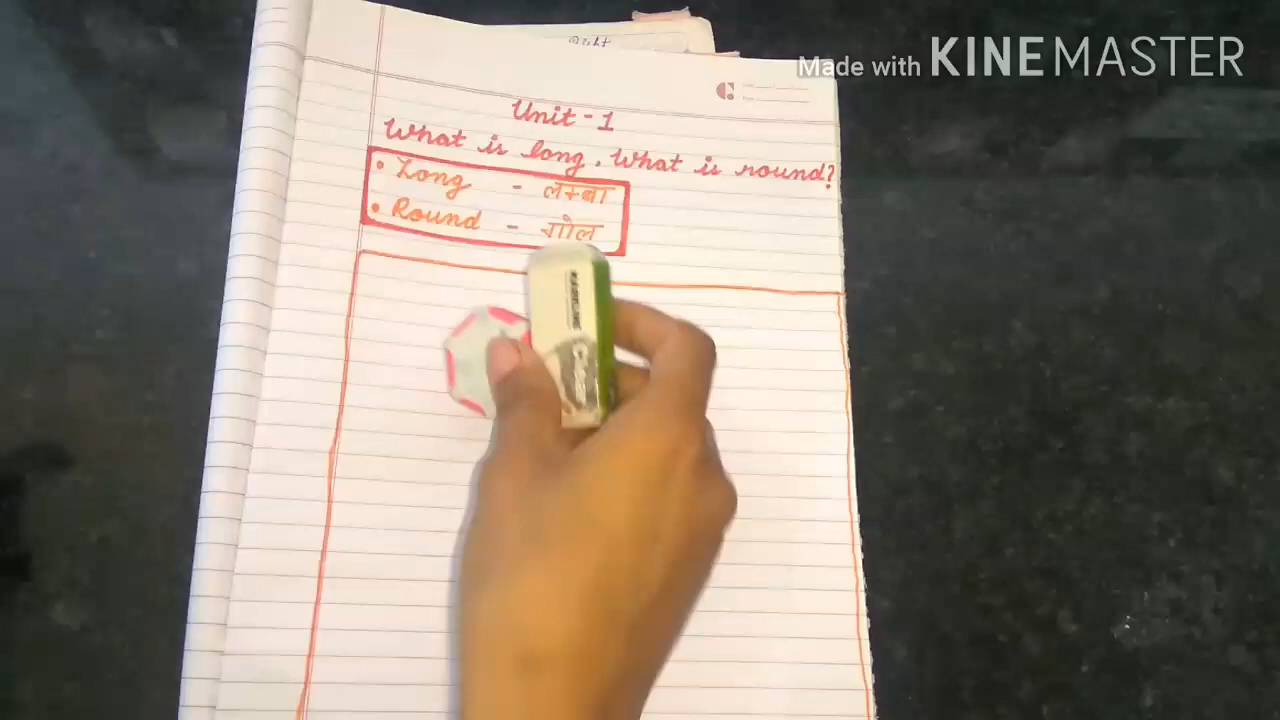 Made with KINEMASTER
Unit - 1
What is long. What is round?
• Long - लम्बा
• Round - गोल